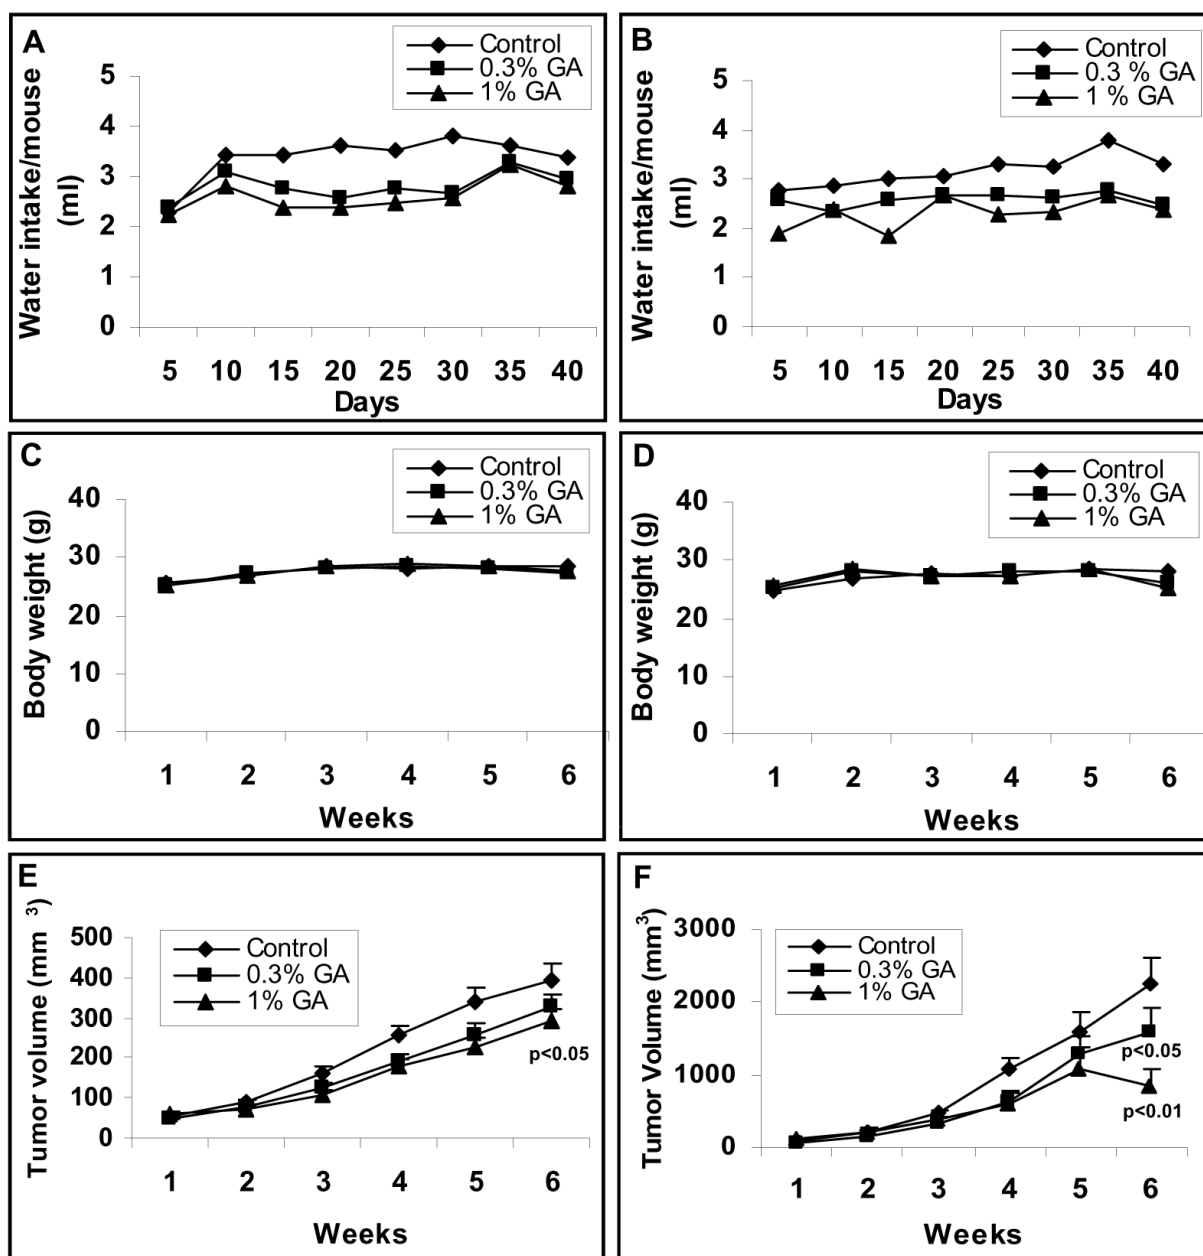 A
Control
0.3% GA
1% GA
Water intake/mouse
(ml)
5
4
3
2
1
0
5 10 15 20 25 30 35 40
Days
B
Control
0.3 % GA
1 % GA
Water intake/mouse
(ml)
5
4
3
2
1
0
5 10 15 20 25 30 35 40
Days
C
Control
0.3% GA
1% GA
Body weight (g)
40
30
20
10
0
1 2 3 4 5 6
Weeks
D
Control
0.3% GA
1% GA
Body weight (g)
40
30
20
10
0
1 2 3 4 5 6
Weeks
E
Control
0.3% GA
1% GA
Tumor volume (mm ³)
500
400
300
200
100
0
p<0.05
1 2 3 4 5 6
Weeks
F
Control
0.3% GA
1% GA
Tumor Volume (mm³)
3000
2000
1000
0
p<0.05
p<0.01
1 2 3 4 5 6
Weeks